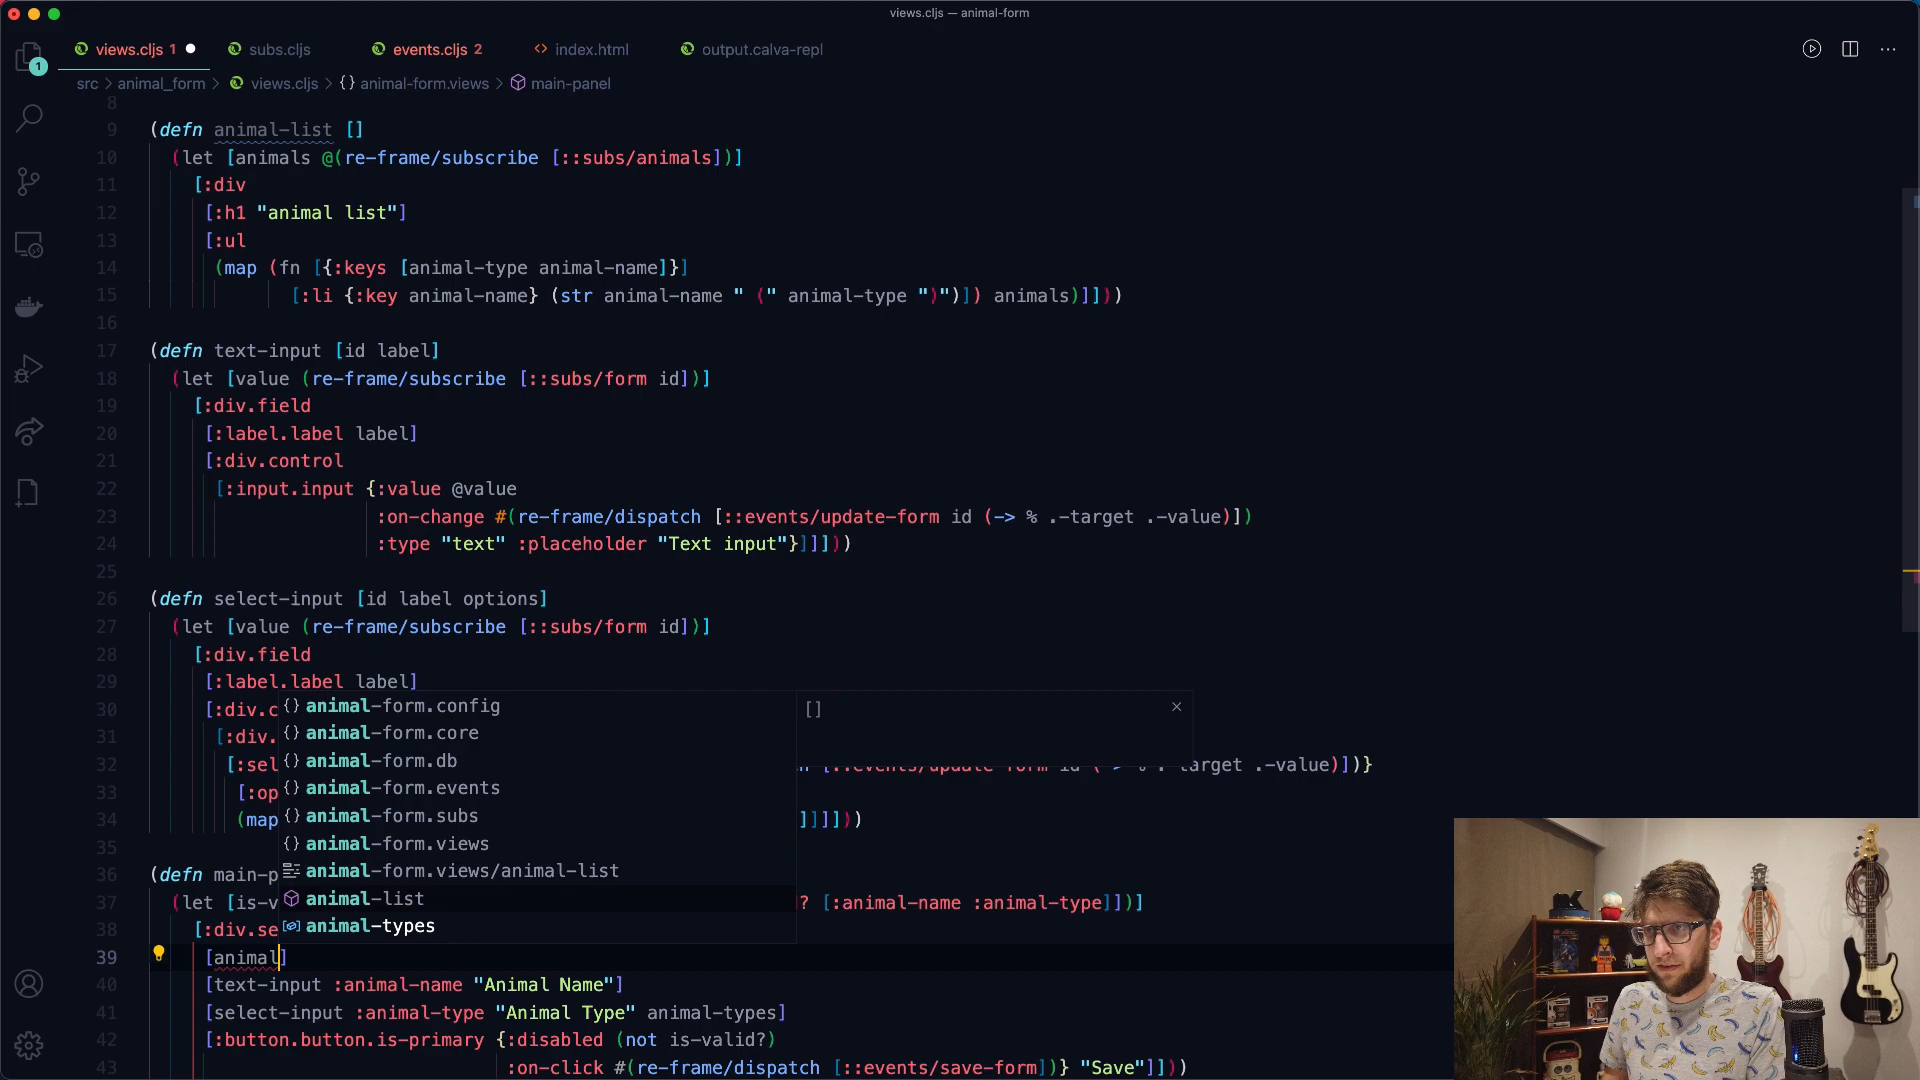 views.cljs — animal-form
views.cljs 1
subs.cljs
events.cljs 2
index.html
output.calva-repl
1
src > animal_form > views.cljs > {} animal-form.views > main-panel
8
9 (defn animal-list []
10 (let [animals @(re-frame/subscribe [::subs/animals])]
11 [:div
12 [:h1 "animal list"]
13 [:ul
14 (map (fn [{:keys [animal-type animal-name]}]
15 [:li {:key animal-name} (str animal-name " (" animal-type ")")]) animals)]]))
16
17 (defn text-input [id label]
18 (let [value (re-frame/subscribe [::subs/form id])]
19 [:div.field
20 [:label.label label]
21 [:div.control
22 [:input.input {:value @value
23 :on-change #(re-frame/dispatch [::events/update-form id (-> % .-target .-value)])
24 :type "text" :placeholder "Text input"}]]]))
25
26 (defn select-input [id label options]
27 (let [value (re-frame/subscribe [::subs/form id])]
28 [:div.field
29 [:label.label label]
30 [:div.c
31 [:div.
32 [:sel target .-value)])}
33 [:op
34 (map ]]]]]))
35
36 (defn main-p
37 (let [is-v ? [:animal-name :animal-type]])]
38 [:div.se
{} animal-form.config
{} animal-form.core
{} animal-form.db
{} animal-form.events
{} animal-form.subs
{} animal-form.views
animal-form.views/animal-list
animal-list
animal-types
[]
39 [animal]
40 [text-input :animal-name "Animal Name"]
41 [select-input :animal-type "Animal Type" animal-types]
42 [:button.button.is-primary {:disabled (not is-valid?)
43 :on-click #(re-frame/dispatch [::events/save-form])} "Save"]]))